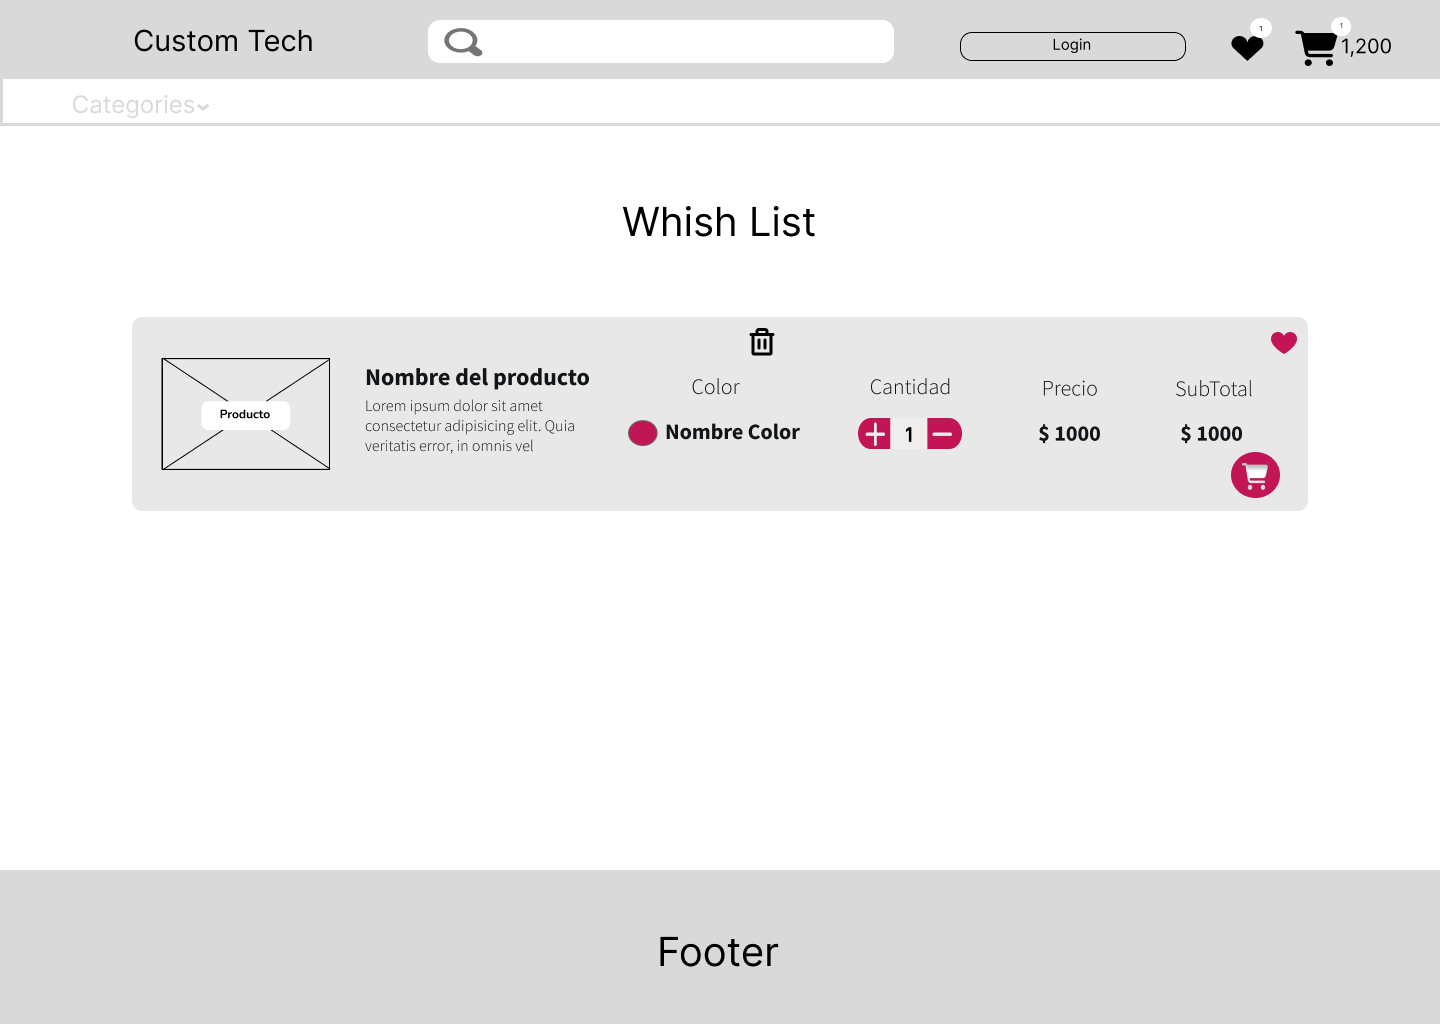 Custom Tech
Login
1
1
1,200
Categories
Whish List
Producto
Nombre del producto
Lorem ipsum dolor sit amet
consectetur adipisicing elit. Quia
veritatis error, in omnis vel
Color
Nombre Color
Cantidad
1
Precio
$ 1000
SubTotal
$ 1000
Footer